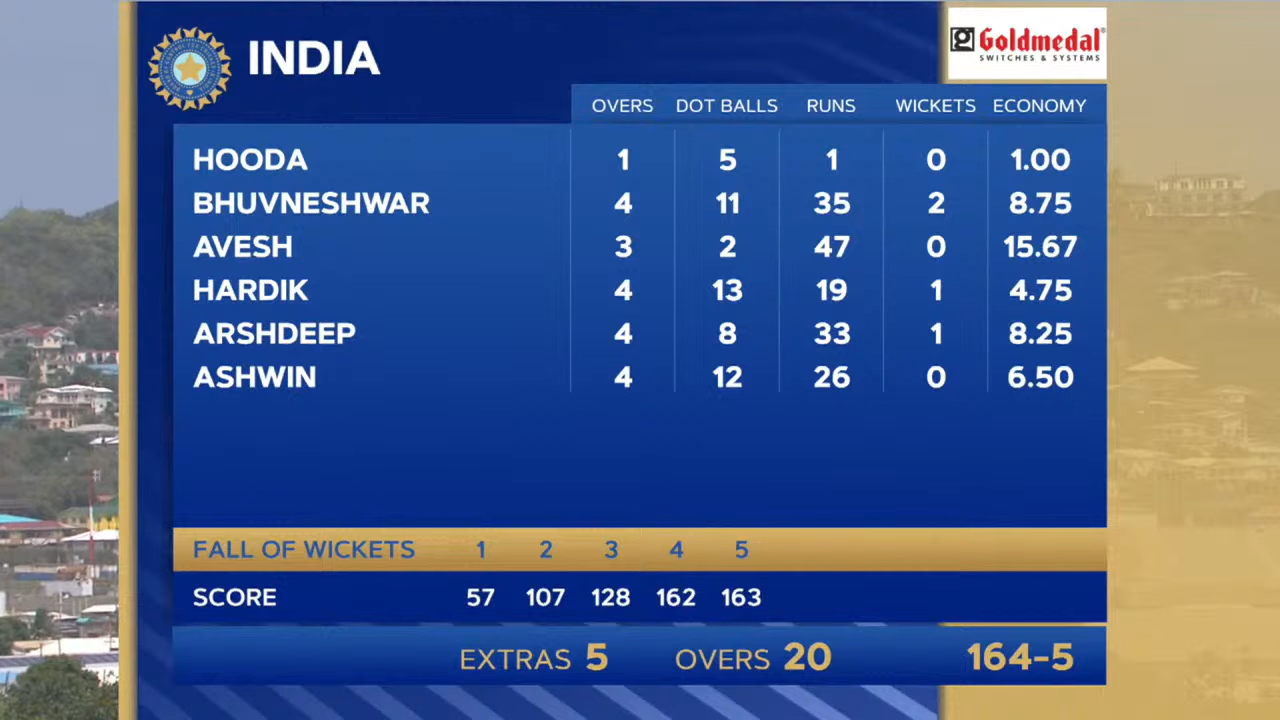 INDIA
Goldmedal
SWITCHES & SYSTEMS
OVERS DOT BALLS RUNS WICKETS ECONOMY
HOODA 1 5 1 0 1.00
BHUVNESHWAR 4 11 35 2 8.75
AVESH 3 2 47 0 15.67
HARDIK 4 13 19 1 4.75
ARSHDEEP 4 8 33 1 8.25
ASHWIN 4 12 26 0 6.50
FALL OF WICKETS 1 2 3 4 5
SCORE 57 107 128 162 163
EXTRAS 5 OVERS 20 164-5